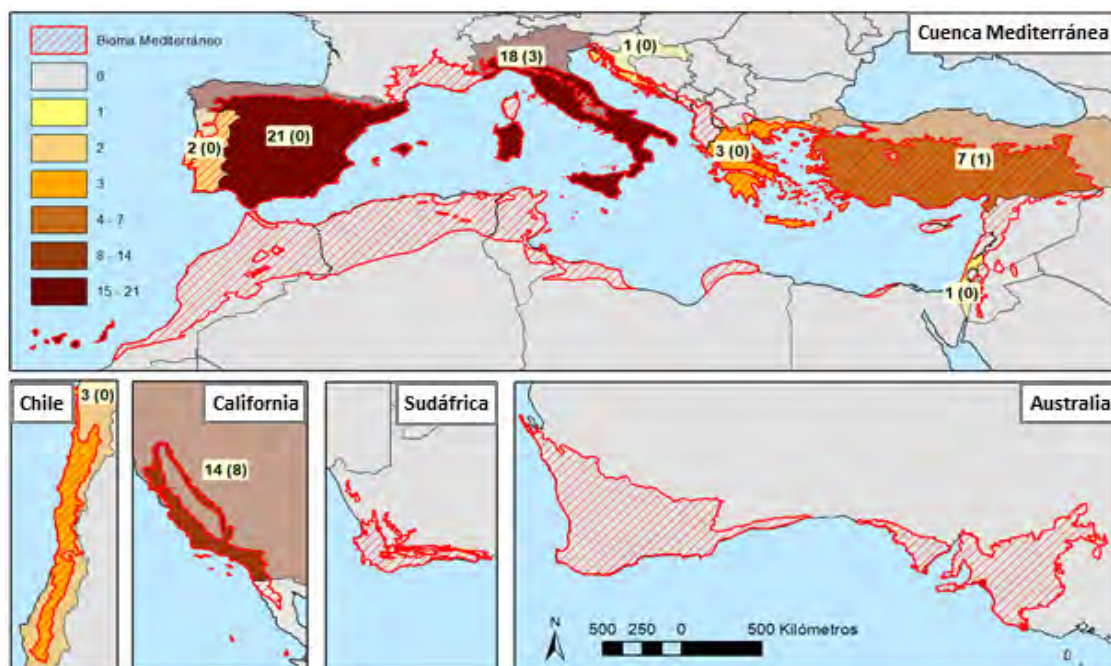 Cuenca Mediterránea
Bioma Mediterráneo
0
1
2
3
4 - 7
8 - 14
15 - 21
18 (3)
1 (0)
21 (0)
2 (0)
3 (0)
7 (1)
1 (0)
Chile
3 (0)
California
14 (8)
Sudáfrica
Australia
N
500 250 0 500 Kilómetros